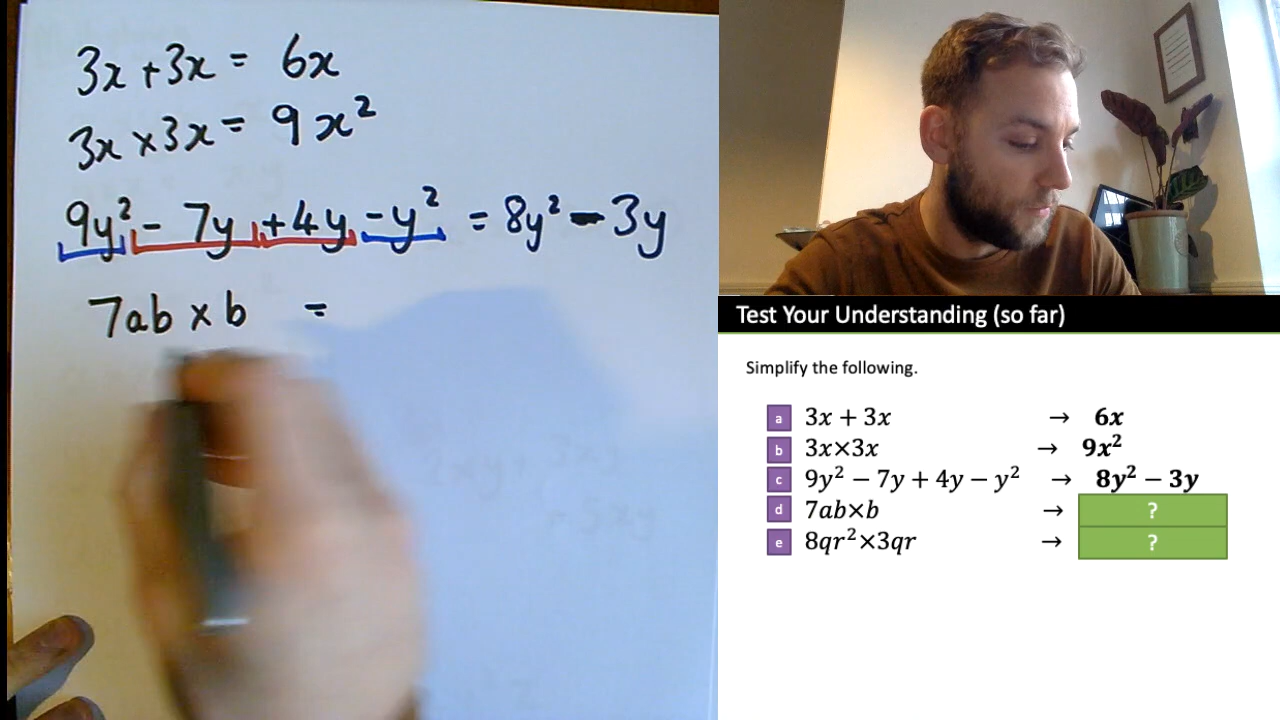 3x + 3x = 6x
3x × 3x = 9x²
9y² - 7y + 4y - y² = 8y² - 3y
7ab × b =
Test Your Understanding (so far)
Simplify the following.
a 3x + 3x → 6x
b 3x×3x → 9x²
c 9y² − 7y + 4y − y² → 8y² − 3y
d 7ab×b → ?
e 8qr²×3qr → ?